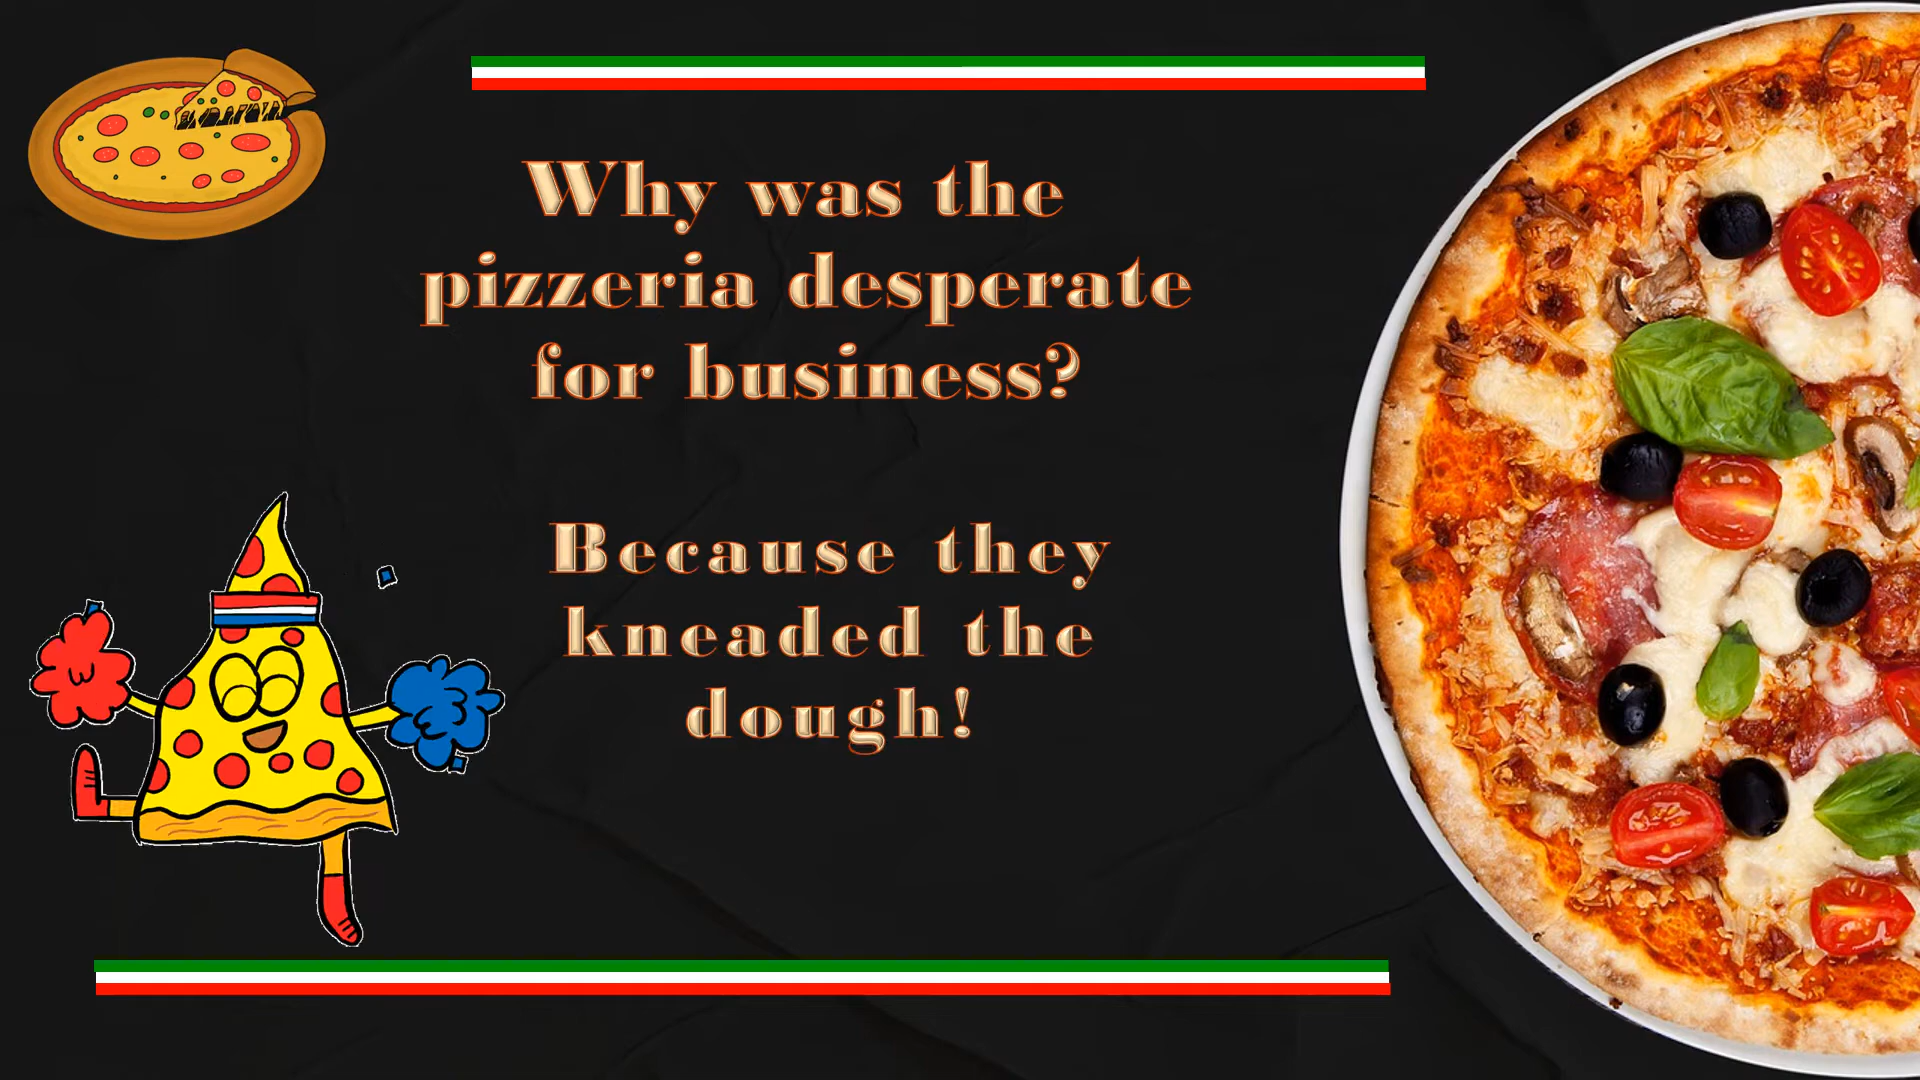 Why was the
pizzeria desperate
for business?
Because they
kneaded the
dough!